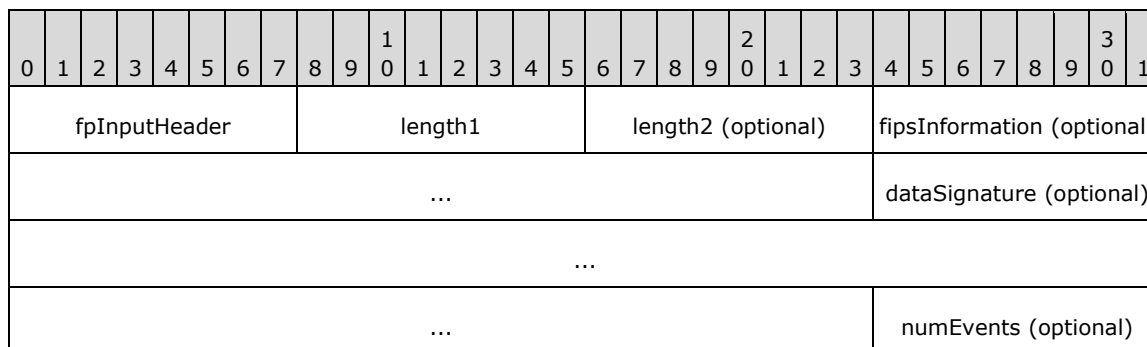 1 2 3
0 1 2 3 4 5 6 7 8 9 0 1 2 3 4 5 6 7 8 9 0 1 2 3 4 5 6 7 8 9 0 1
fpInputHeader length1 length2 (optional) fipsInformation (optional
... dataSignature (optional)
...
... numEvents (optional)